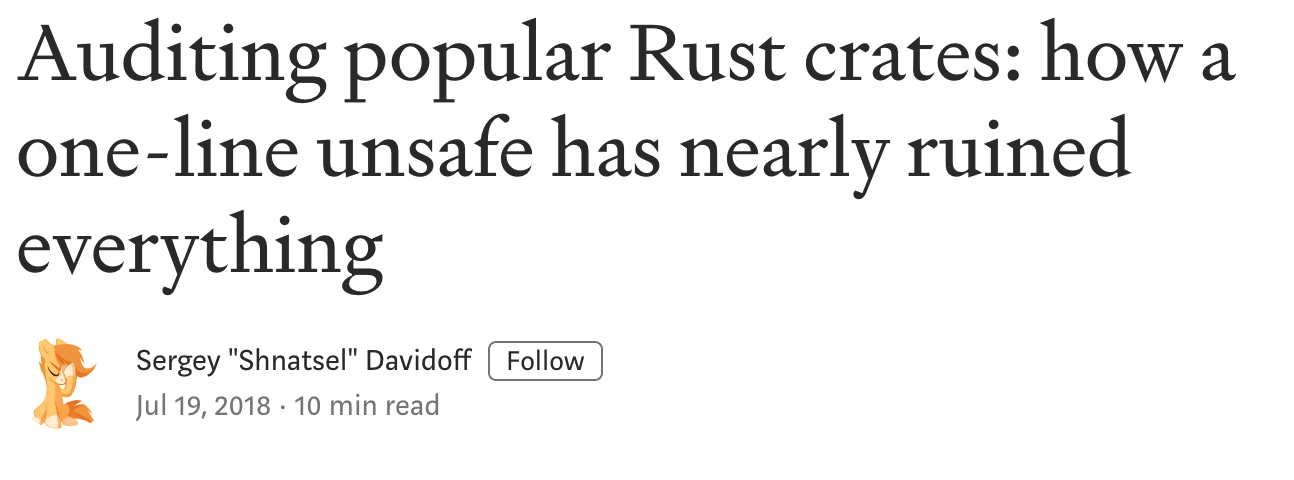 Auditing popular Rust crates: how a
one-line unsafe has nearly ruined
everything
Sergey "Shnatsel" Davidoff Follow
Jul 19, 2018 · 10 min read